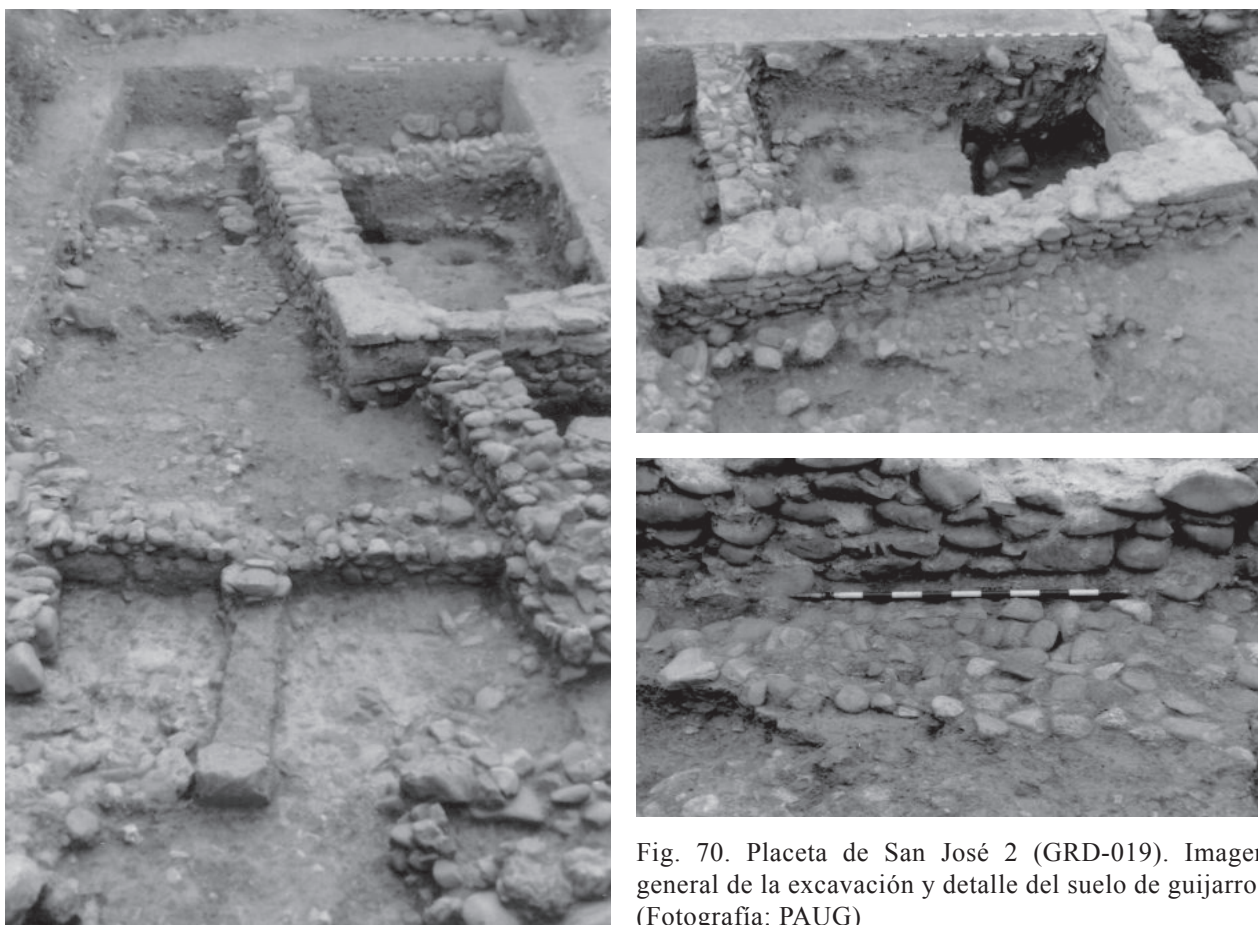 Fig. 70. Placeta de San José 2 (GRD-019). Imagen
general de la excavación y detalle del suelo de guijarro
(Fotografía: PAUG)